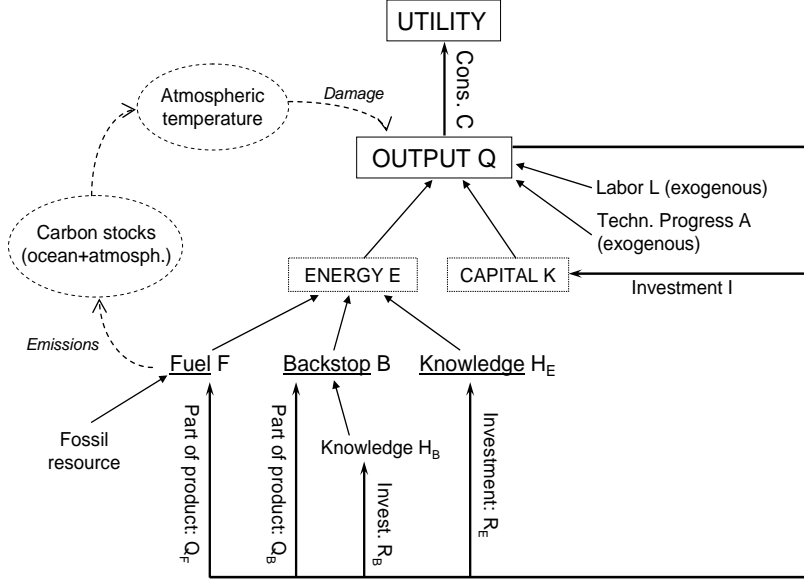 UTILITY
Cons. C
Atmospheric
temperature
Damage
OUTPUT Q
Labor L (exogenous)
Techn. Progress A
(exogenous)
Carbon stocks
(ocean+atmosph.)
ENERGY E
CAPITAL K
Investment I
Emissions
Fuel F
Backstop B
Knowledge H_E
Fossil
resource
Part of
product: Q_F
Part of
product: Q_B
Knowledge H_B
Invest. R_B
Investment: R_E